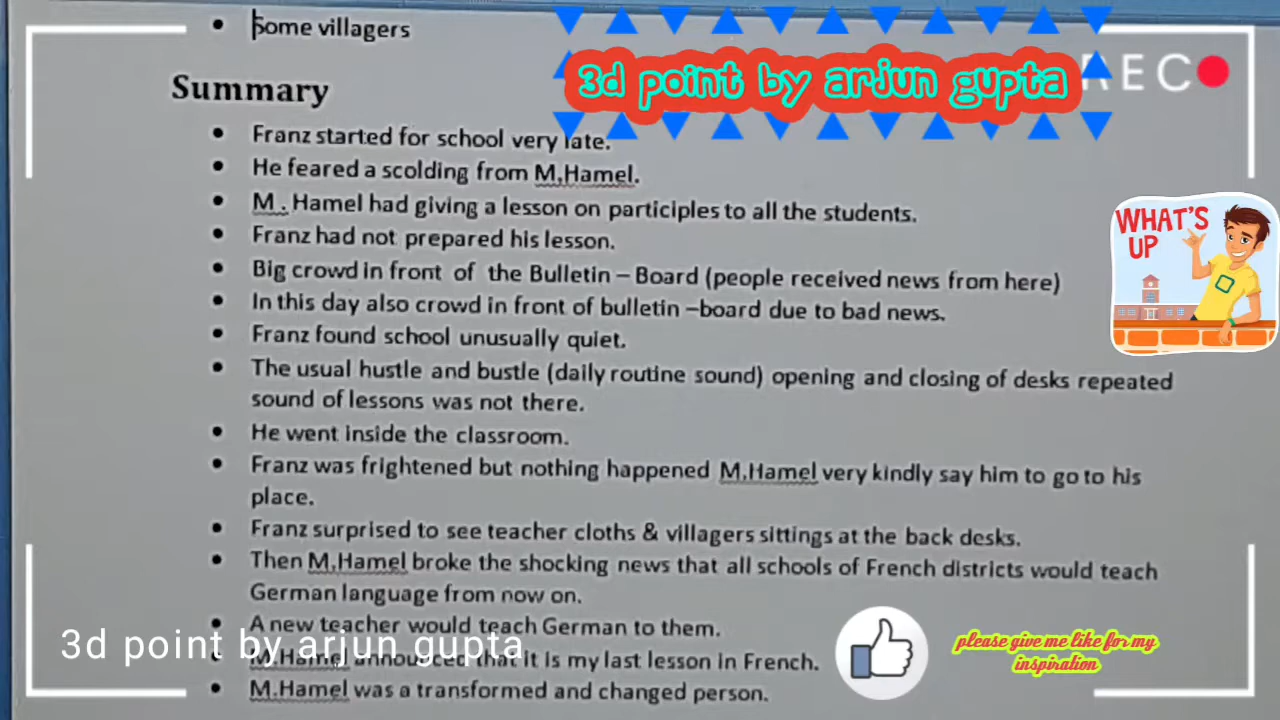 • Some villagers
3d point by arjun gupta
REC
Summary
• Franz started for school very late.
• He feared a scolding from M,Hamel.
• M . Hamel had giving a lesson on participles to all the students.
• Franz had not prepared his lesson.
WHAT'S
UP
• Big crowd in front of the Bulletin – Board (people received news from here)
• In this day also crowd in front of bulletin –board due to bad news.
• Franz found school unusually quiet.
• The usual hustle and bustle (daily routine sound) opening and closing of desks repeated
sound of lessons was not there.
• He went inside the classroom.
• Franz was frightened but nothing happened M,Hamel very kindly say him to go to his
place.
• Franz surprised to see teacher cloths & villagers sittings at the back desks.
• Then M,Hamel broke the shocking news that all schools of French districts would teach
German language from now on.
• A new teacher would teach German to them.
3d point by arjun gupta
please give me like for my
inspiration
• M.Hamel announced that it is my last lesson in French.
• M.Hamel was a transformed and changed person.